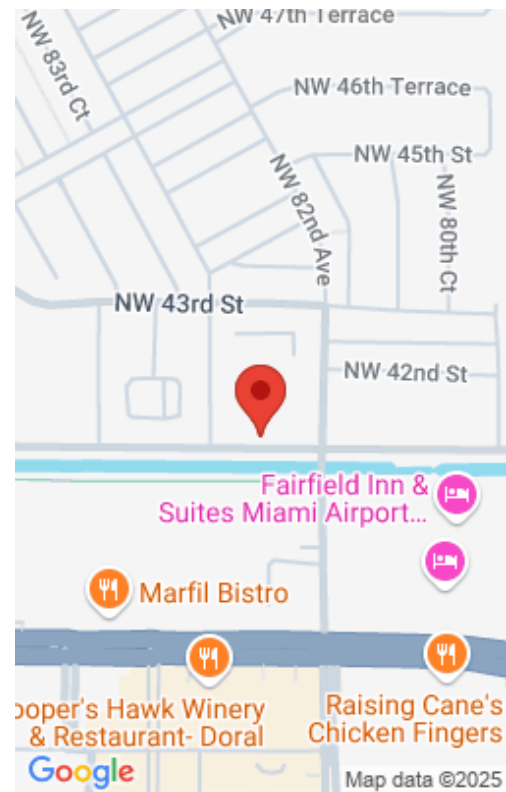 NW 47th Terrace
NW 83rd Ct
NW 46th Terrace
NW 45th St
NW 82nd Ave
NW 80th Ct
NW 43rd St
NW 42nd St
Fairfield Inn &
Suites Miami Airport...
Marfil Bistro
ooper's Hawk Winery
& Restaurant- Doral
Raising Cane's
Chicken Fingers
Google
Map data ©2025